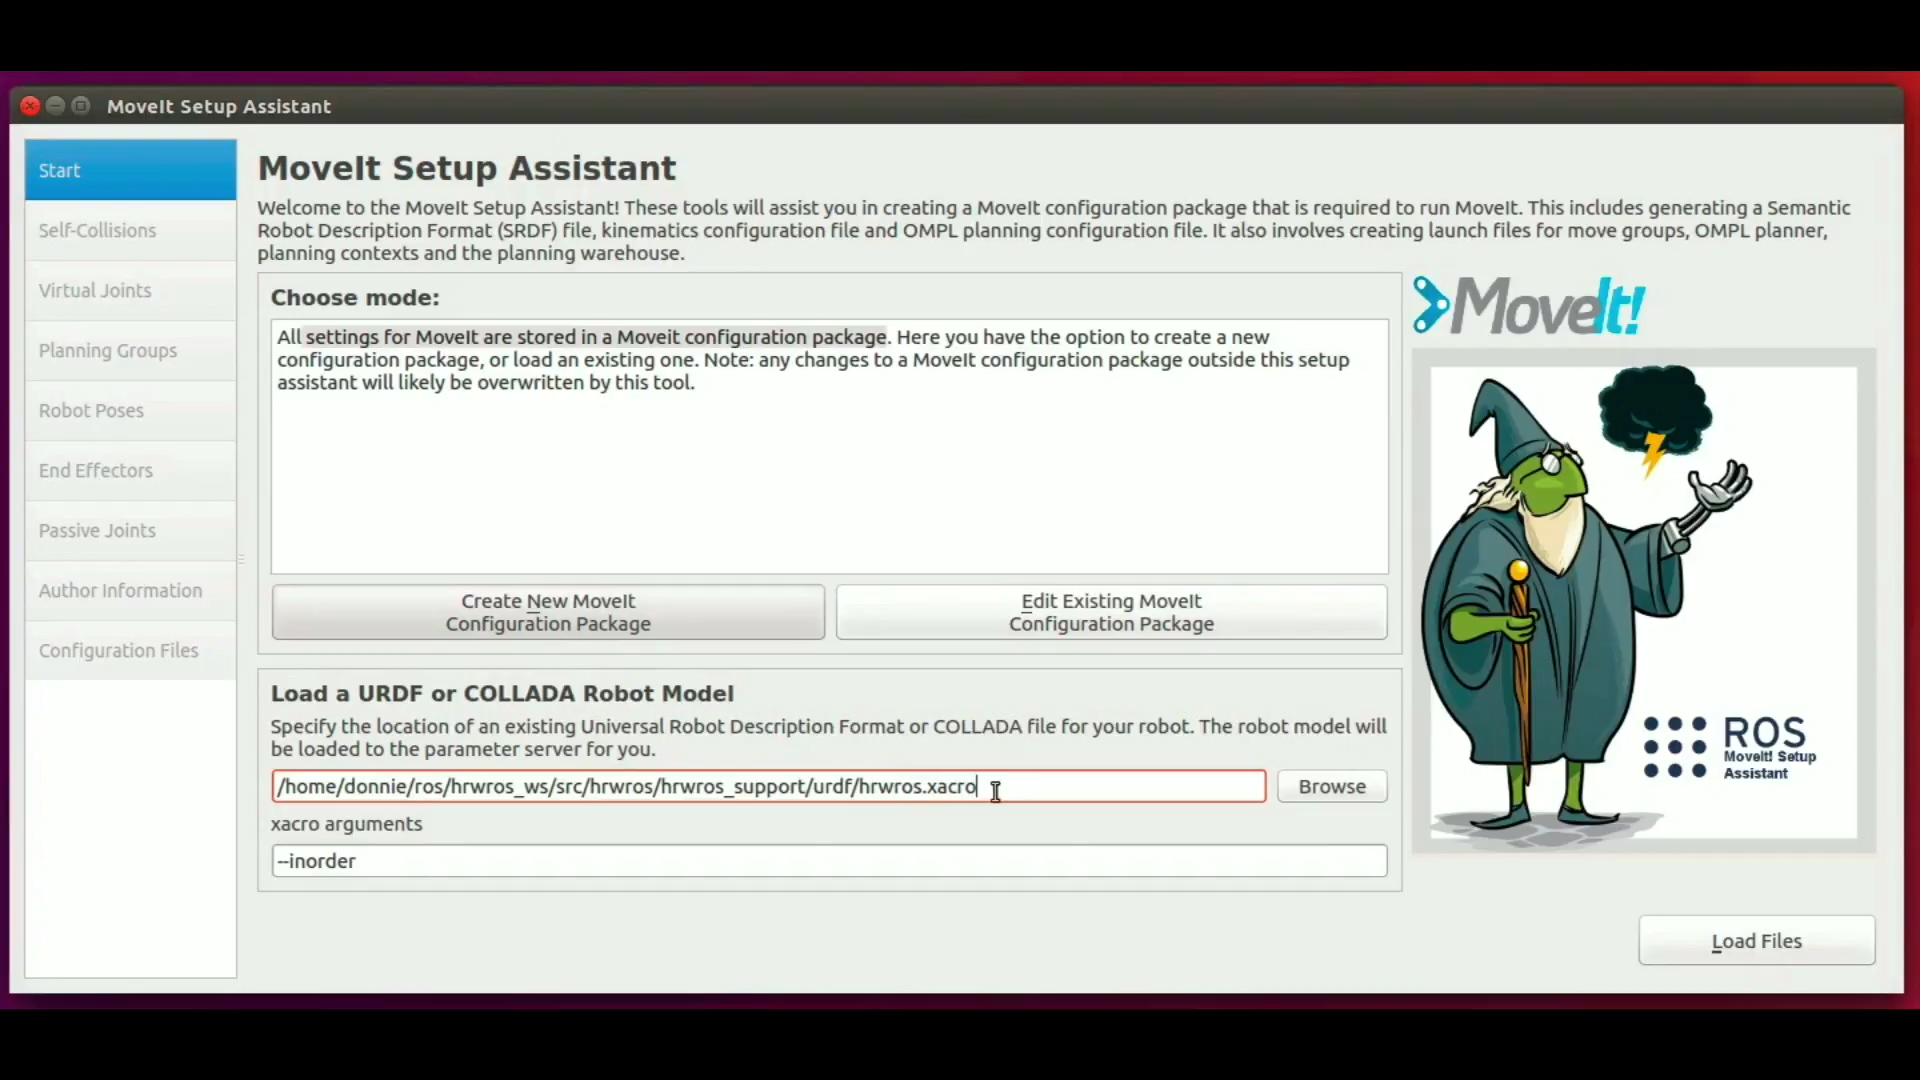 MoveIt Setup Assistant
Start
Self-Collisions
Virtual Joints
Planning Groups
Robot Poses
End Effectors
Passive Joints
Author Information
Configuration Files
MoveIt Setup Assistant
Welcome to the MoveIt Setup Assistant! These tools will assist you in creating a MoveIt configuration package that is required to run MoveIt. This includes generating a Semantic
Robot Description Format (SRDF) file, kinematics configuration file and OMPL planning configuration file. It also involves creating launch files for move groups, OMPL planner,
planning contexts and the planning warehouse.
Choose mode:
All settings for MoveIt are stored in a Moveit configuration package. Here you have the option to create a new
configuration package, or load an existing one. Note: any changes to a MoveIt configuration package outside this setup
assistant will likely be overwritten by this tool.
Create New MoveIt
Configuration Package
Edit Existing MoveIt
Configuration Package
Load a URDF or COLLADA Robot Model
Specify the location of an existing Universal Robot Description Format or COLLADA file for your robot. The robot model will
be loaded to the parameter server for you.
/home/donnie/ros/hrwros_ws/src/hrwros/hrwros_support/urdf/hrwros.xacro
Browse
xacro arguments
--inorder
MoveIt!
ROS
MoveIt! Setup
Assistant
Load Files